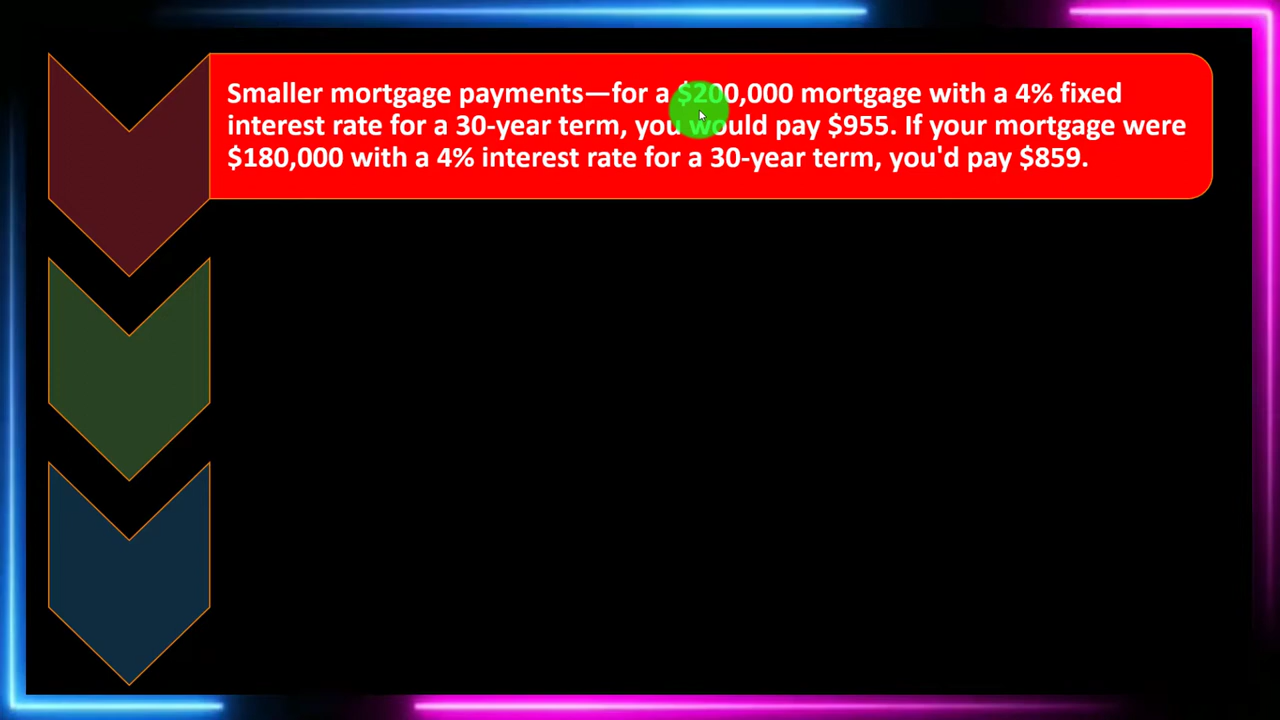 Smaller mortgage payments—for a $200,000 mortgage with a 4% fixed
interest rate for a 30-year term, you would pay $955. If your mortgage were
$180,000 with a 4% interest rate for a 30-year term, you'd pay $859.